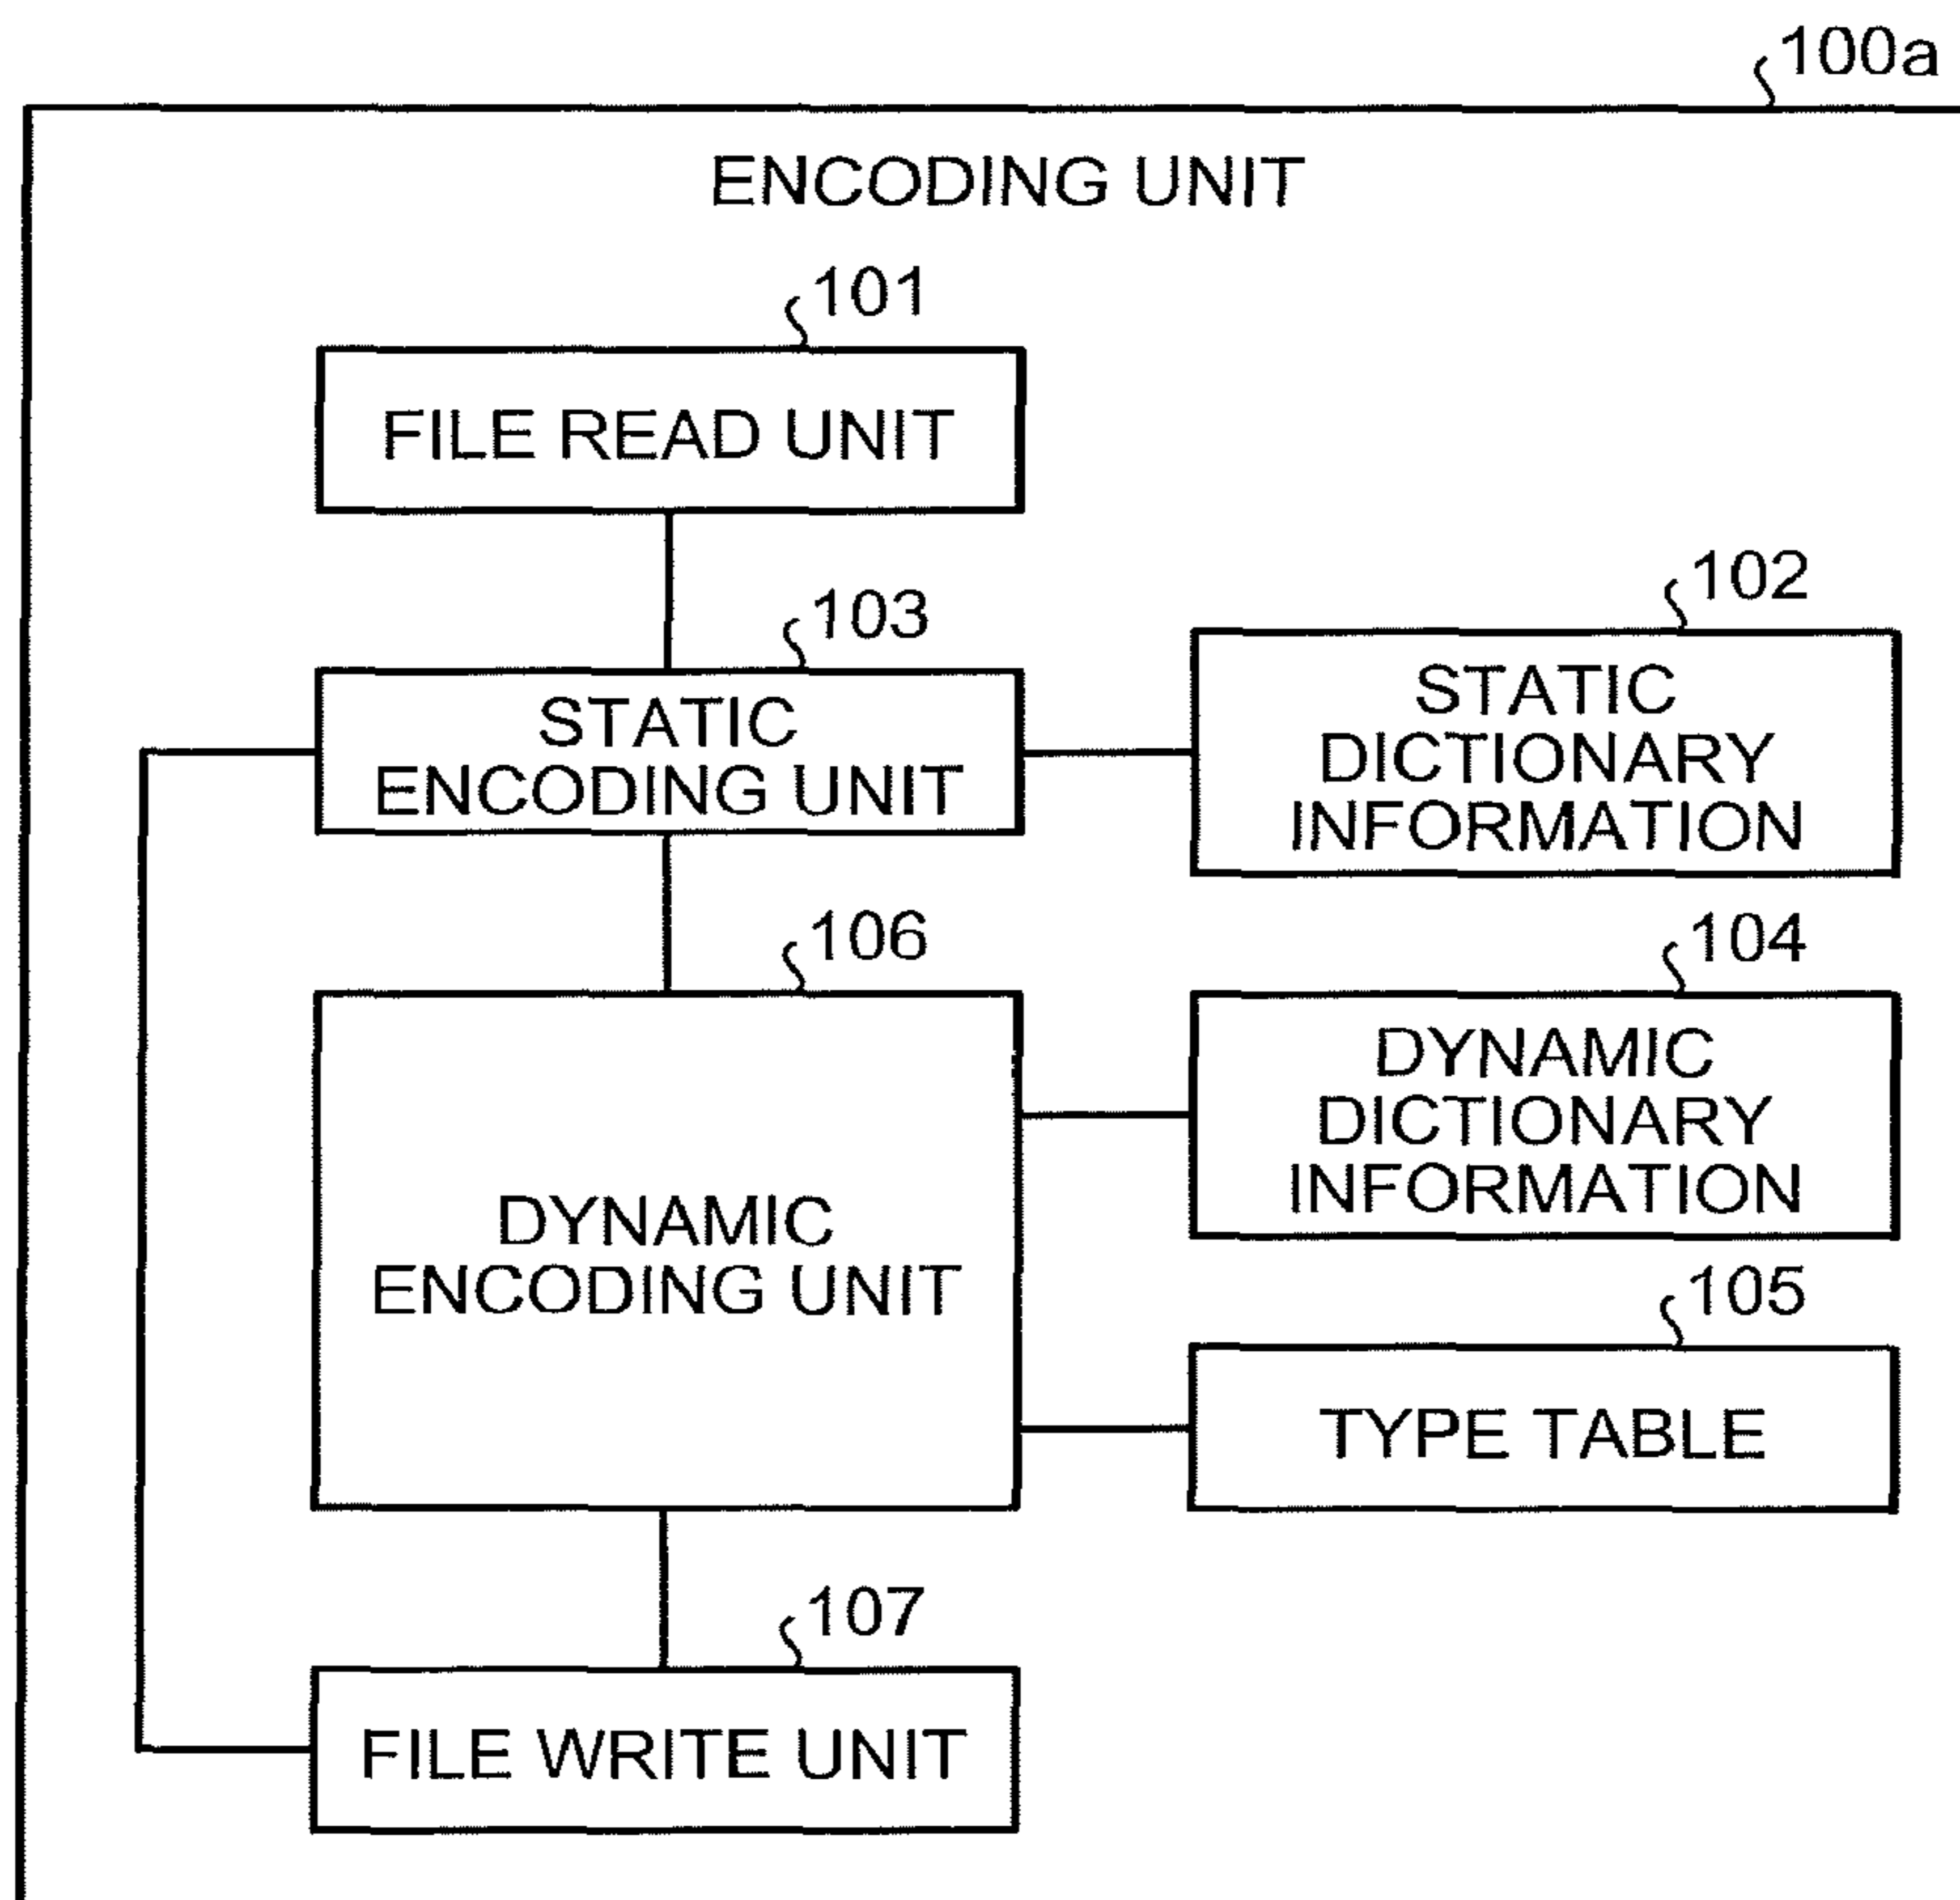 100a
ENCODING UNIT
101
FILE READ UNIT
103
STATIC
ENCODING UNIT
102
STATIC
DICTIONARY
INFORMATION
106
DYNAMIC
ENCODING UNIT
104
DYNAMIC
DICTIONARY
INFORMATION
105
TYPE TABLE
107
FILE WRITE UNIT